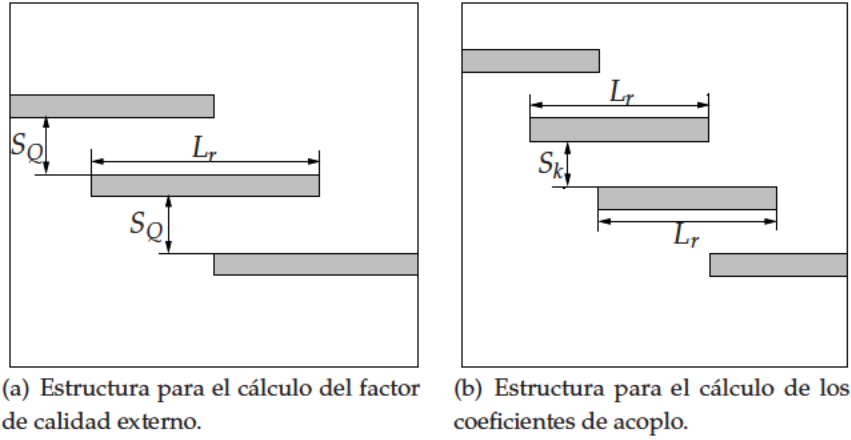 S_Q
L_r
S_Q
L_r
S_k
L_r
(a) Estructura para el cálculo del factor
de calidad externo.
(b) Estructura para el cálculo de los
coeficientes de acoplo.